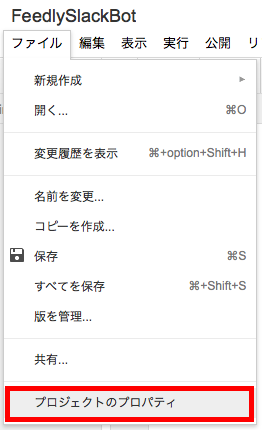 FeedlySlackBot
ファイル 編集 表示 実行 公開 リ
新規作成 ▶
開く... ⌘O
変更履歴を表示 ⌘+option+Shift+H
名前を変更...
コピーを作成...
保存 ⌘S
すべてを保存 ⌘+Shift+S
版を管理...
共有...
プロジェクトのプロパティ